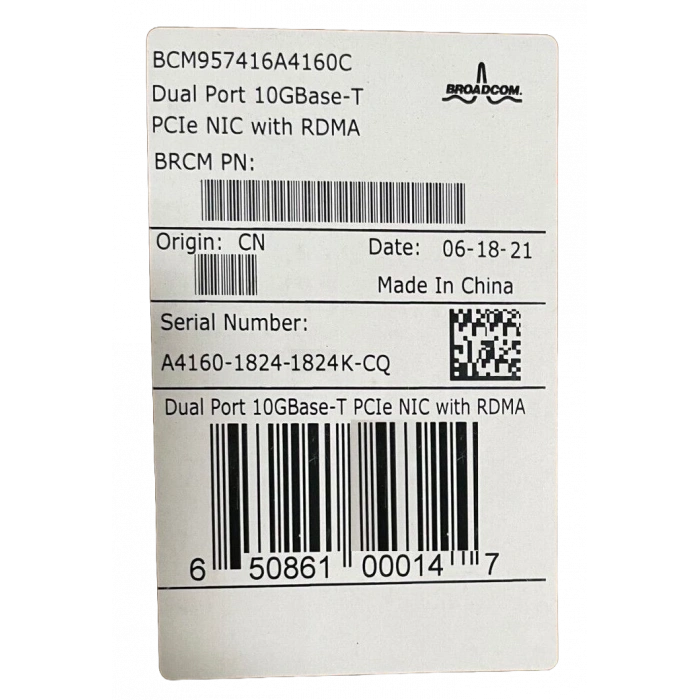 BCM957416A4160C
BROADCOM.
Dual Port 10GBase-T
PCIe NIC with RDMA
BRCM PN:
Origin: CN
Date: 06-18-21
Made In China
Serial Number:
A4160-1824-1824K-CQ
Dual Port 10GBase-T PCIe NIC with RDMA
6 50861 00014 7